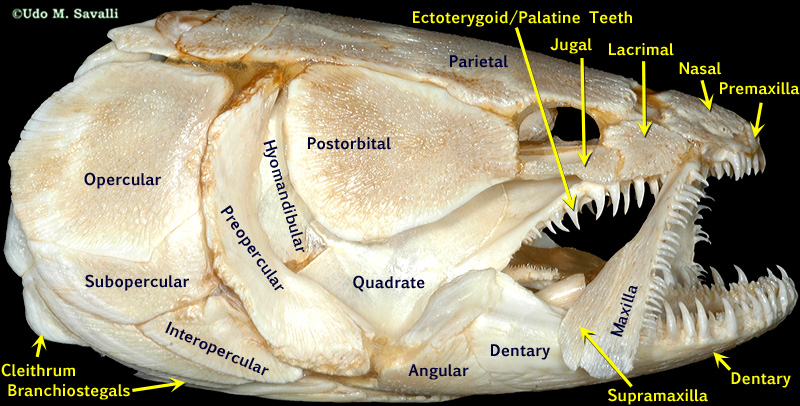 ©Udo M. Savalli
Ectoterygoid/Palatine Teeth
Jugal
Lacrimal
Parietal
Nasal
Premaxilla
Postorbital
Hyomandibular
Opercular
Preopercular
Subopercular
Quadrate
Maxilla
Interopercular
Dentary
Angular
Cleithrum
Branchiostegals
Supramaxilla
Dentary